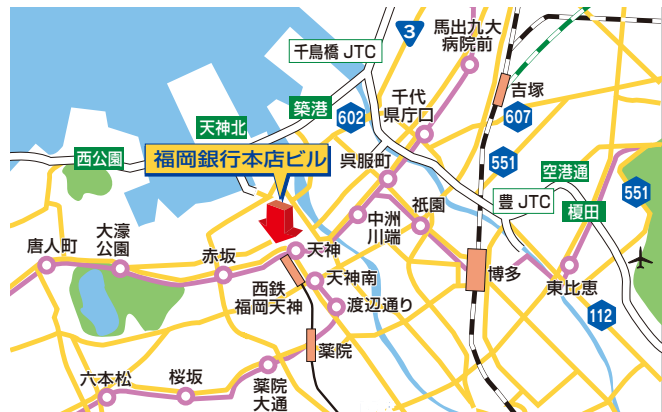 3
馬出九大
病院前
千鳥橋 JTC
吉塚
千代
県庁口
築港
602
607
天神北
551
西公園
福岡銀行本店ビル
呉服町
空港通
551
豊 JTC
榎田
祇園
中洲
川端
大濠
公園
唐人町
赤坂
天神
西鉄
福岡天神
天神南
博多
東比恵
渡辺通り
112
薬院
六本松
桜坂
薬院
大通